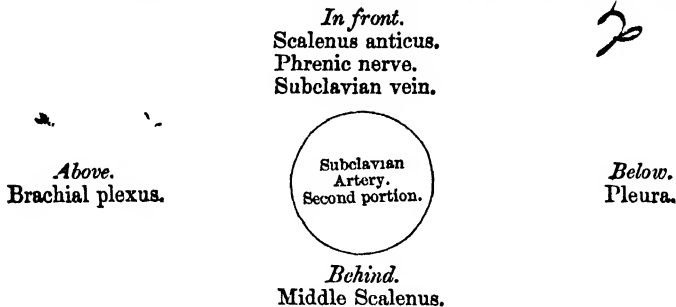 In front.
Scalenus anticus.
Phrenic nerve.
Subclavian vein.
Above.
Brachial plexus.
Subclavian
Artery.
Second portion.
Below.
Pleura.
Behind.
Middle Scalenus.